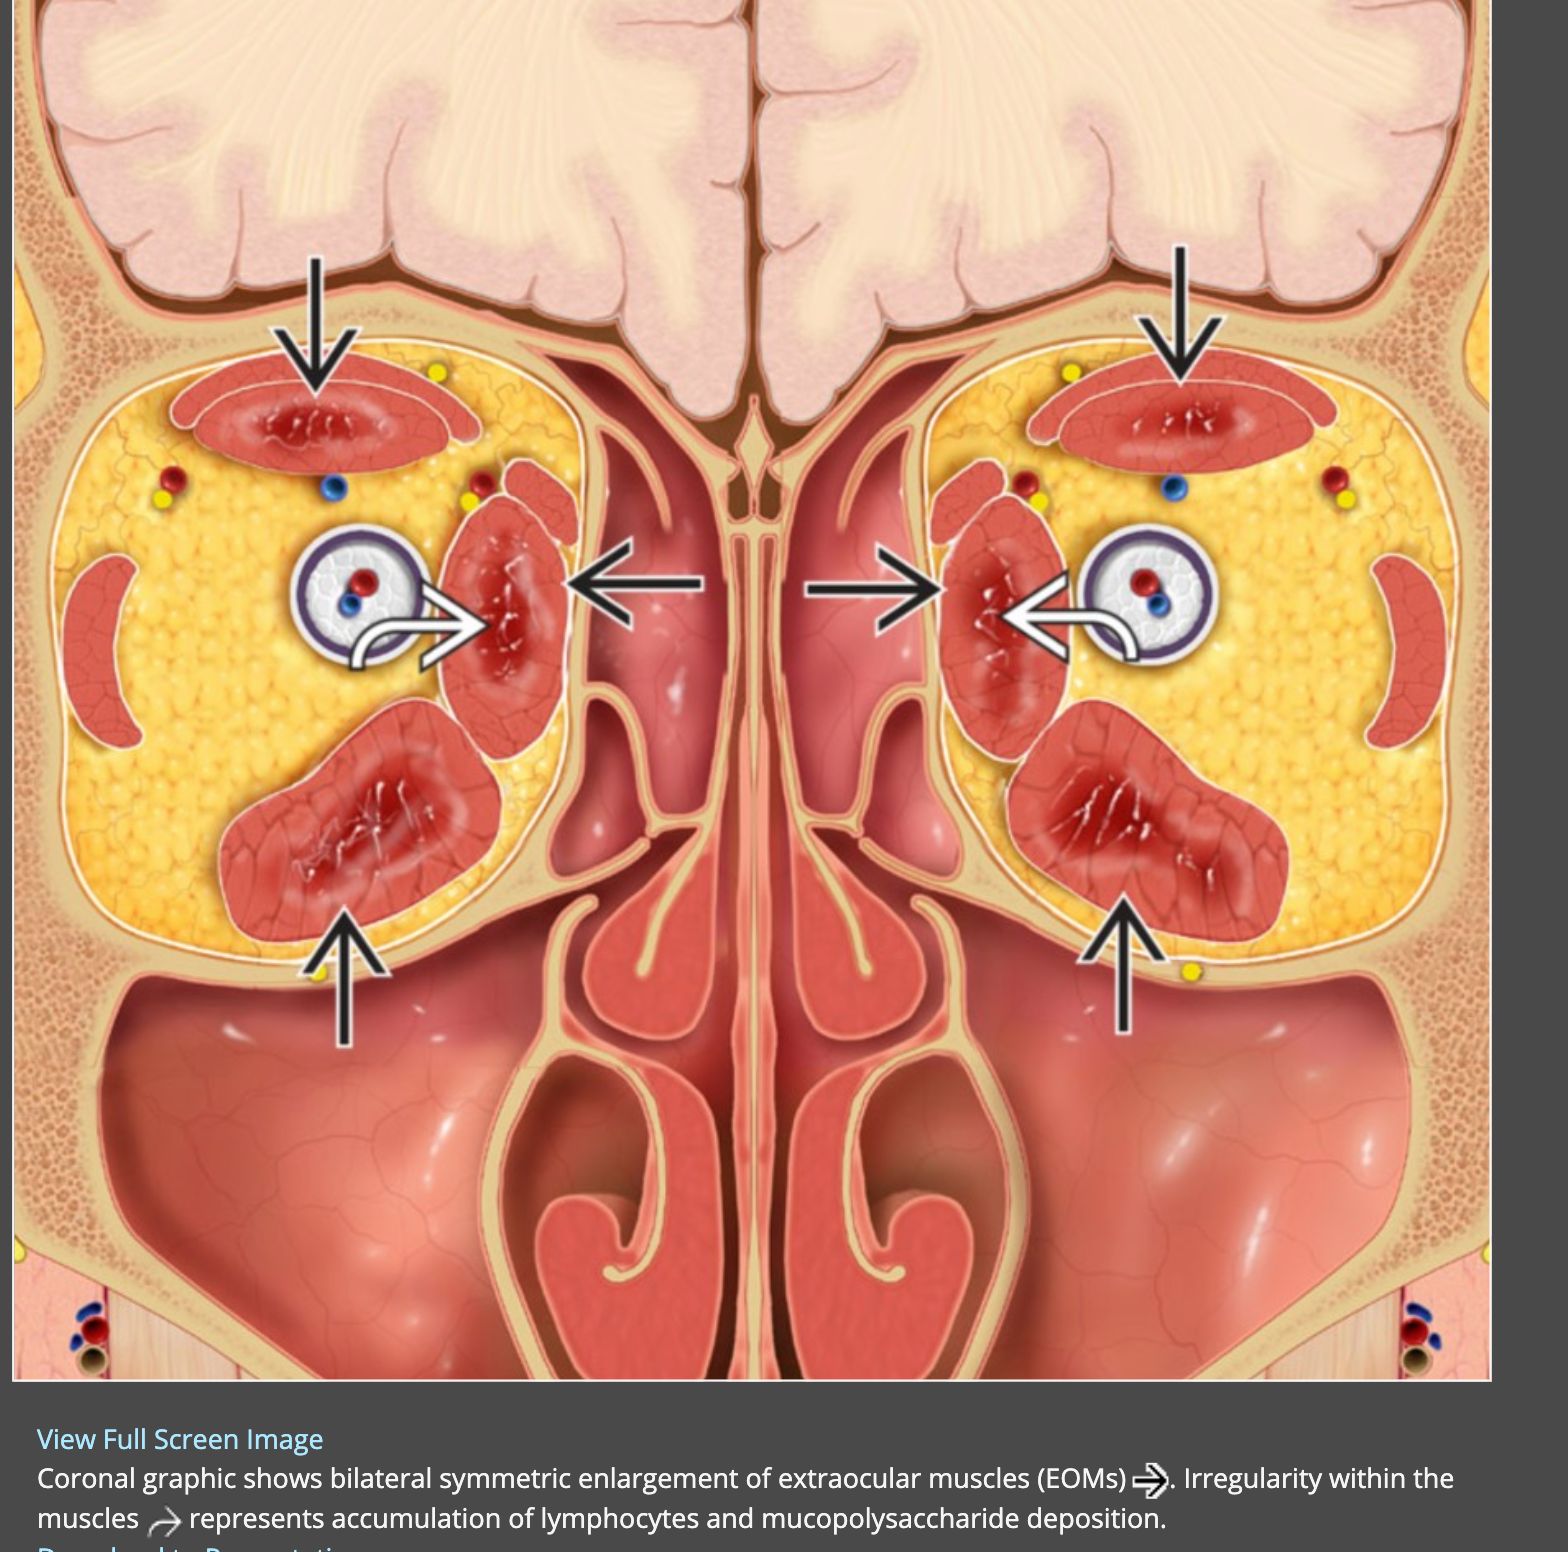 View Full Screen Image
Coronal graphic shows bilateral symmetric enlargement of extraocular muscles (EOMs) . Irregularity within the
muscles represents accumulation of lymphocytes and mucopolysaccharide deposition.